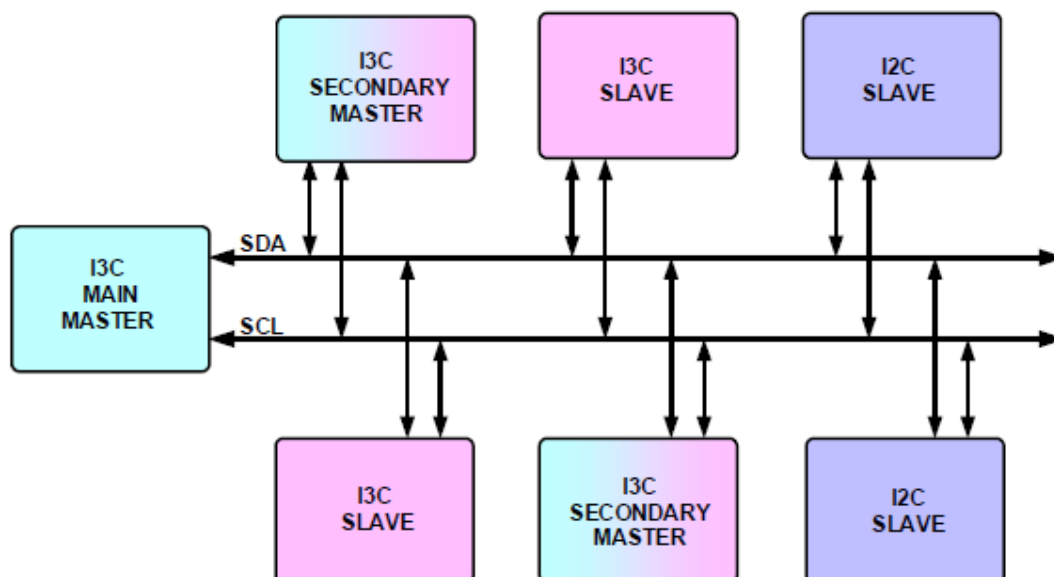 I3C
SECONDARY
MASTER
I3C
SLAVE
I2C
SLAVE
I3C
MAIN
MASTER
SDA
SCL
I3C
SLAVE
I3C
SECONDARY
MASTER
I2C
SLAVE